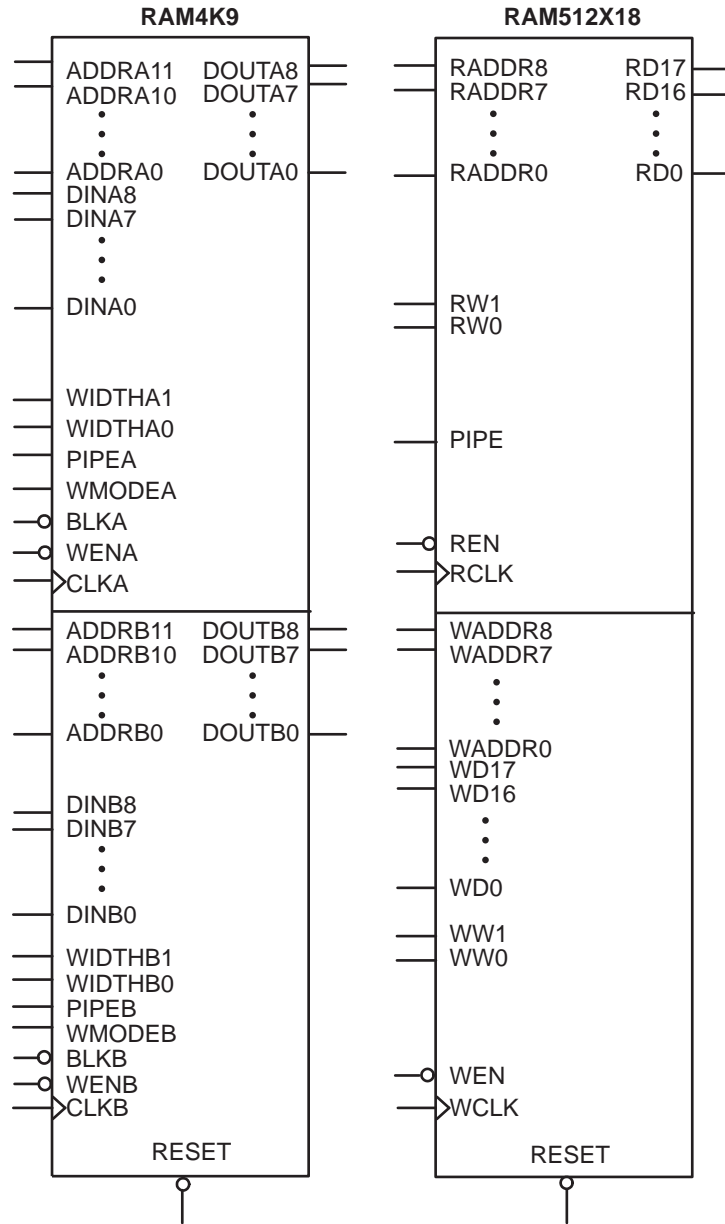 RAM4K9
ADDRA11 DOUTA8
ADDRA10 DOUTA7
ADDRA0 DOUTA0
DINA8
DINA7
DINA0
WIDTHA1
WIDTHA0
PIPEA
WMODEA
BLKA
WENA
CLKA
ADDRB11 DOUTB8
ADDRB10 DOUTB7
ADDRB0 DOUTB0
DINB8
DINB7
DINB0
WIDTHB1
WIDTHB0
PIPEB
WMODEB
BLKB
WENB
CLKB
RESET
RAM512X18
RADDR8 RD17
RADDR7 RD16
RADDR0 RD0
RW1
RW0
PIPE
REN
RCLK
WADDR8
WADDR7
WADDR0
WD17
WD16
WD0
WW1
WW0
WEN
WCLK
RESET